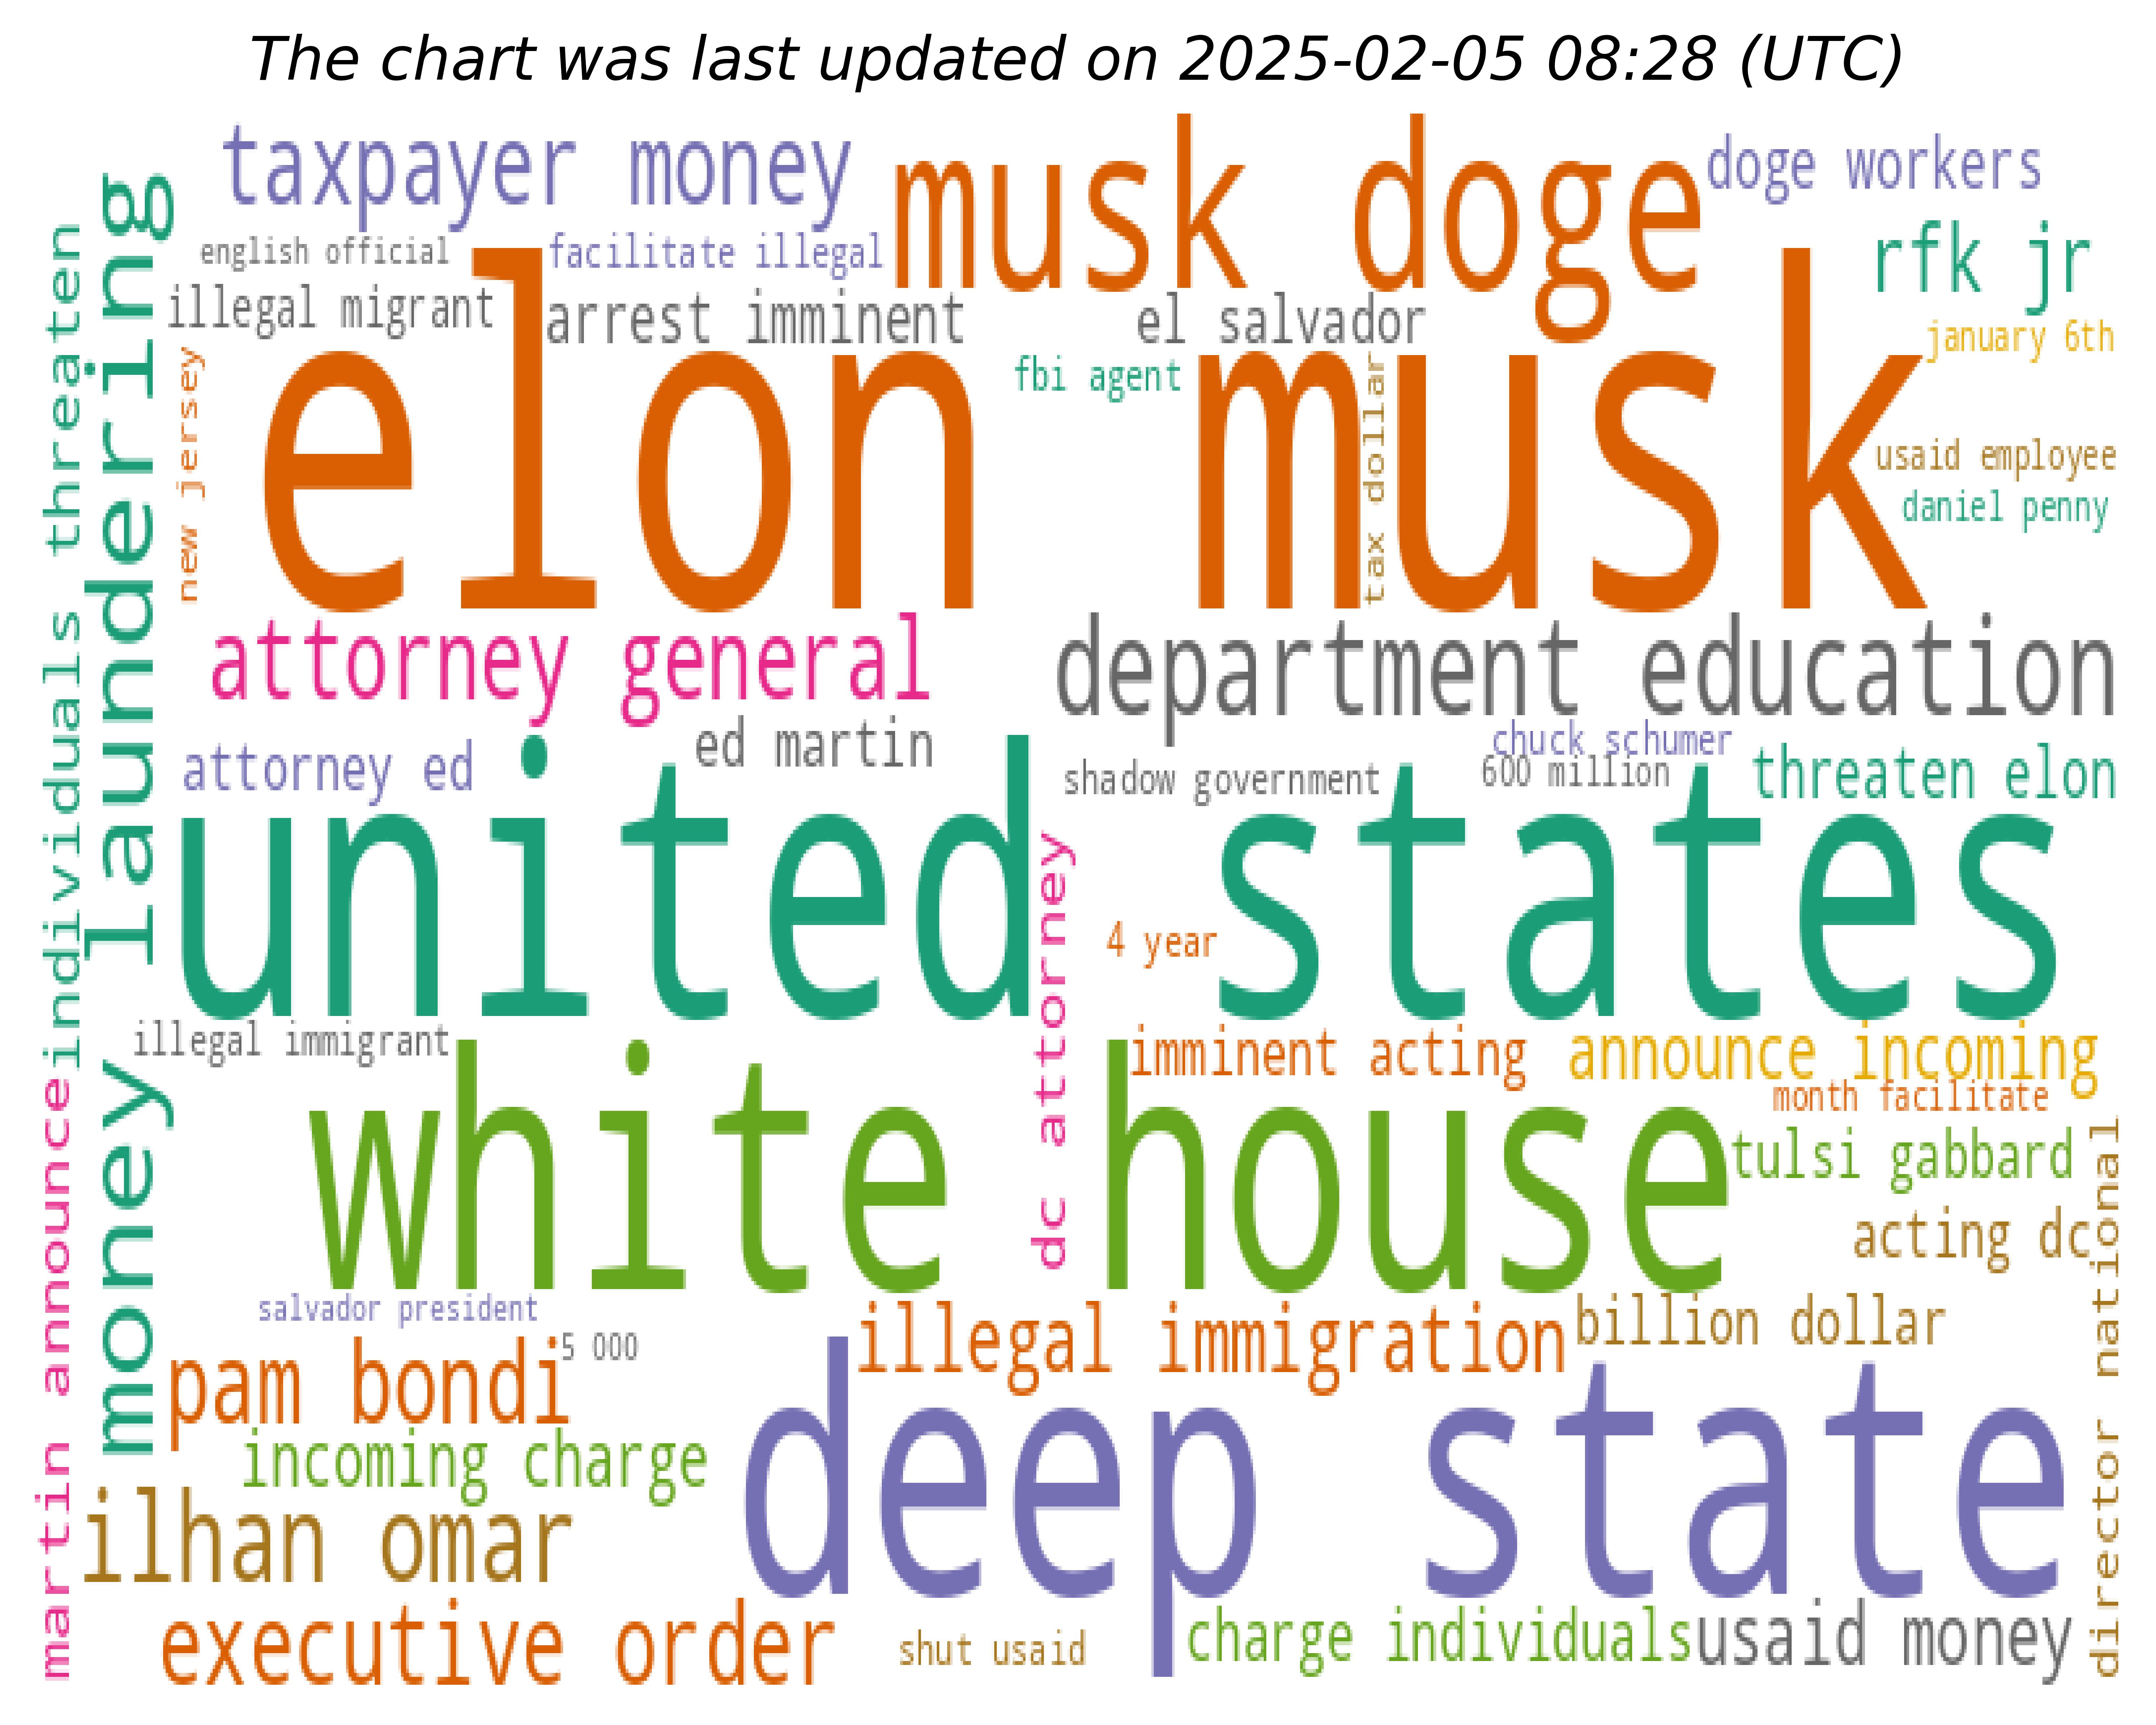 The chart was last updated on 2025-02-05 08:28 (UTC)
taxpayer money
musk doge
doge workers
english official
facilitate illegal
rfk jr
illegal migrant
arrest imminent
el salvador
january 6th
elon musk
fbi agent
tax dollar
usaid employee
daniel penny
new jersey
money laundering
individuals threaten
attorney general
department education
attorney ed
ed martin
chuck schumer
shadow government
600 million
threaten elon
united states
dc attorney
4 year
illegal immigrant
imminent acting
announce incoming
month facilitate
white house
tulsi gabbard
acting dc
director national
martin announce
salvador president
illegal immigration
billion dollar
pam bondi
5 000
deep state
incoming charge
ilhan omar
executive order
shut usaid
charge individuals
usaid money